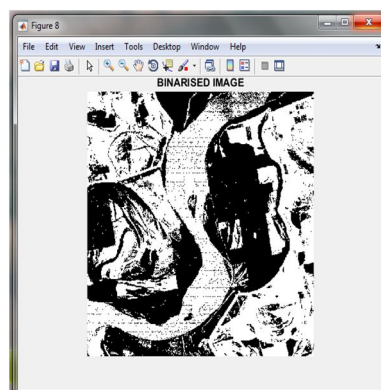 Figure 8
File Edit View Insert Tools Desktop Window Help
BINARISED IMAGE